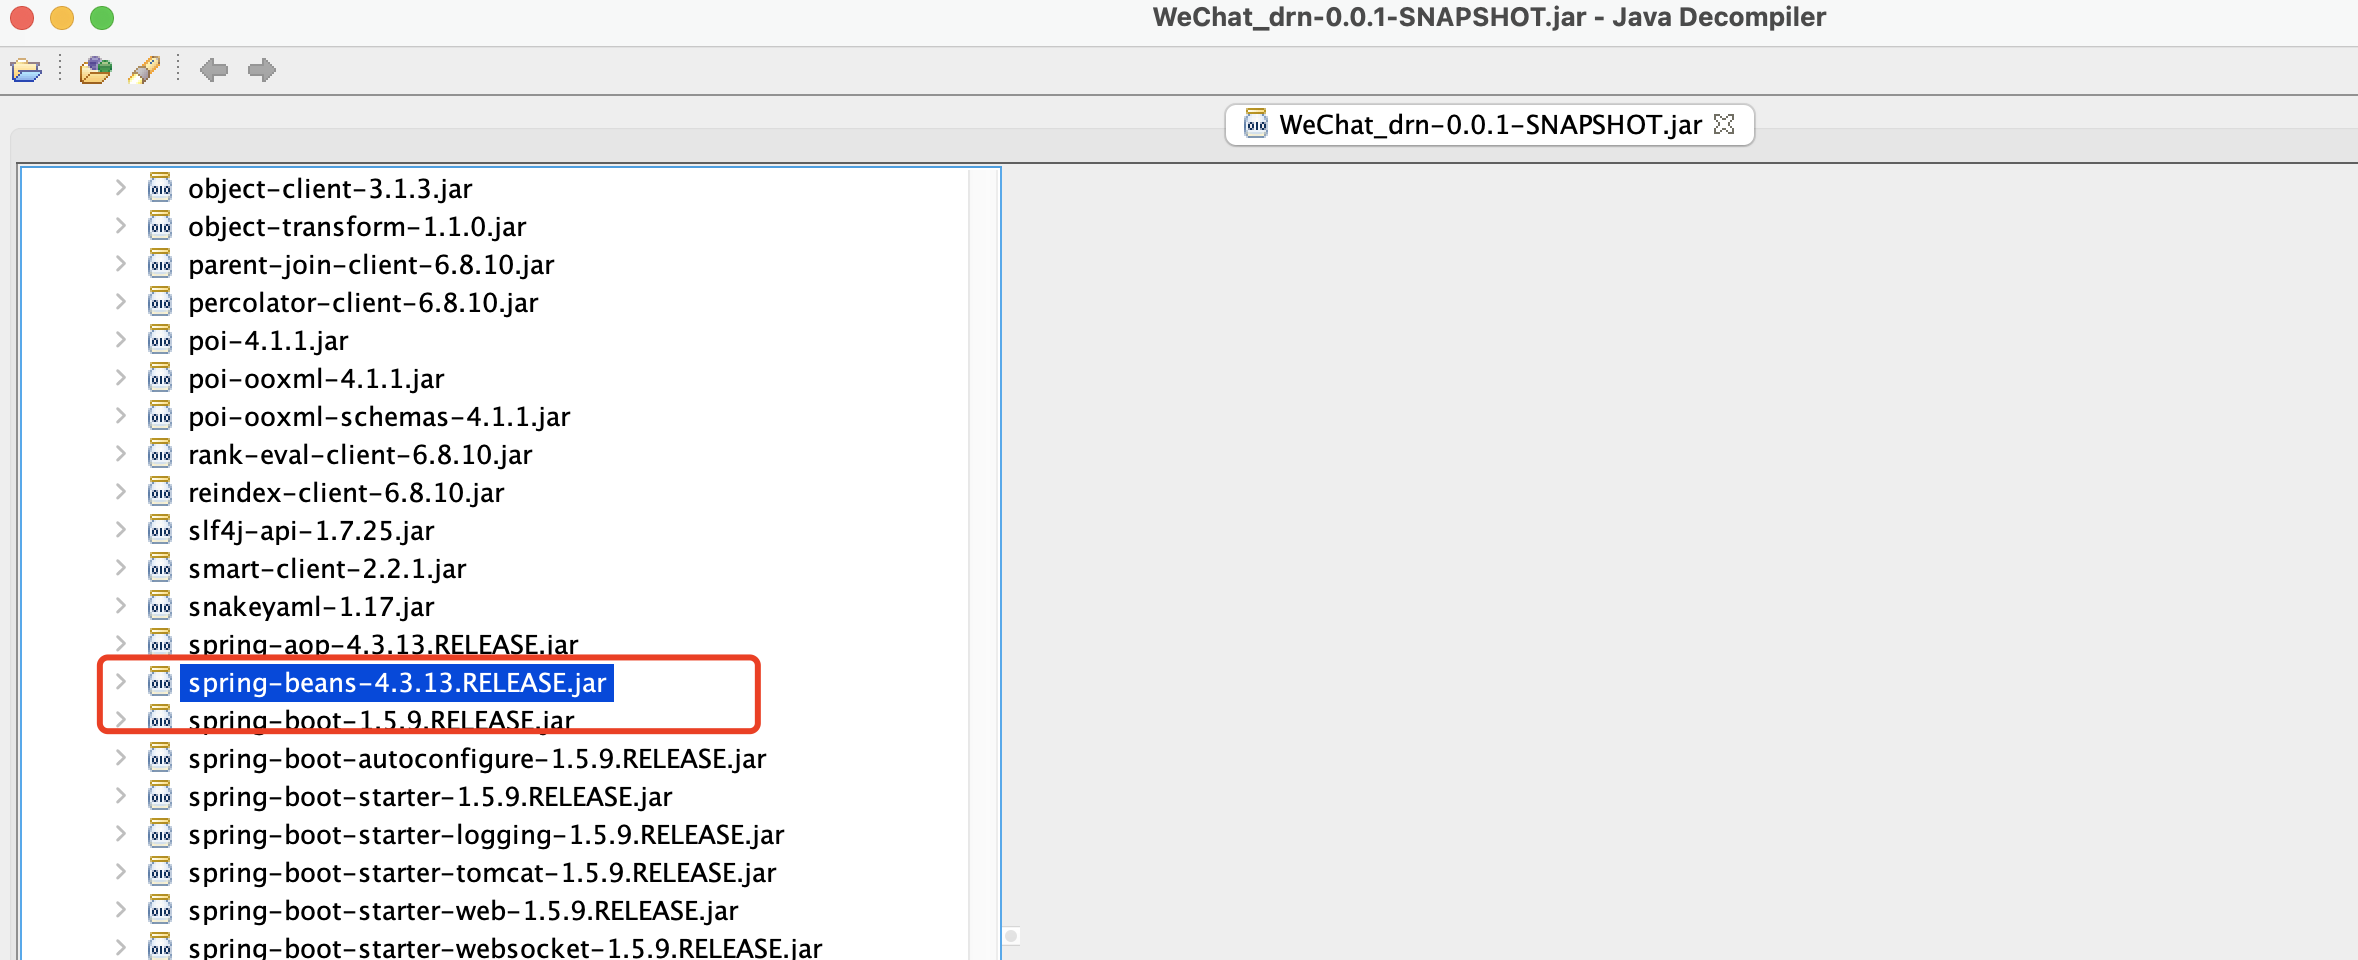 WeChat_drn-0.0.1-SNAPSHOT.jar - Java Decompiler
WeChat_drn-0.0.1-SNAPSHOT.jar
object-client-3.1.3.jar
object-transform-1.1.0.jar
parent-join-client-6.8.10.jar
percolator-client-6.8.10.jar
poi-4.1.1.jar
poi-ooxml-4.1.1.jar
poi-ooxml-schemas-4.1.1.jar
rank-eval-client-6.8.10.jar
reindex-client-6.8.10.jar
slf4j-api-1.7.25.jar
smart-client-2.2.1.jar
snakeyaml-1.17.jar
spring-aop-4.3.13.RELEASE.jar
spring-beans-4.3.13.RELEASE.jar
spring-boot-1.5.9.RELEASE.jar
spring-boot-autoconfigure-1.5.9.RELEASE.jar
spring-boot-starter-1.5.9.RELEASE.jar
spring-boot-starter-logging-1.5.9.RELEASE.jar
spring-boot-starter-tomcat-1.5.9.RELEASE.jar
spring-boot-starter-web-1.5.9.RELEASE.jar
spring-boot-starter-websocket-1.5.9.RELEASE.jar